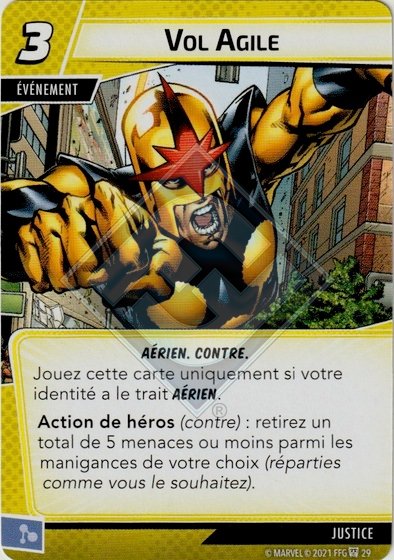 3
VOL AGILE
ÉVÉNEMENT
AÉRIEN. CONTRE.
Jouez cette carte uniquement si votre
identité a le trait AÉRIEN.
Action de héros (contre) : retirez un
total de 5 menaces ou moins parmi les
manigances de votre choix (réparties
comme vous le souhaitez).
®
JUSTICE
© MARVEL © 2021 FFG 29